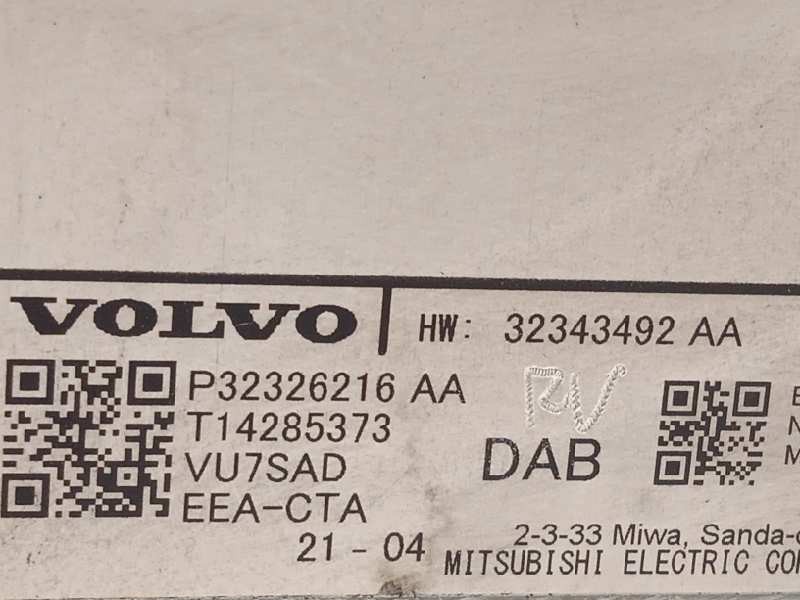 VOLVO
HW: 32343492 AA
P32326216 AA
T14285373
VU7SAD
EEA-CTA
21 - 04
RV
DAB
2-3-33 Miwa, Sanda-
MITSUBISHI ELECTRIC